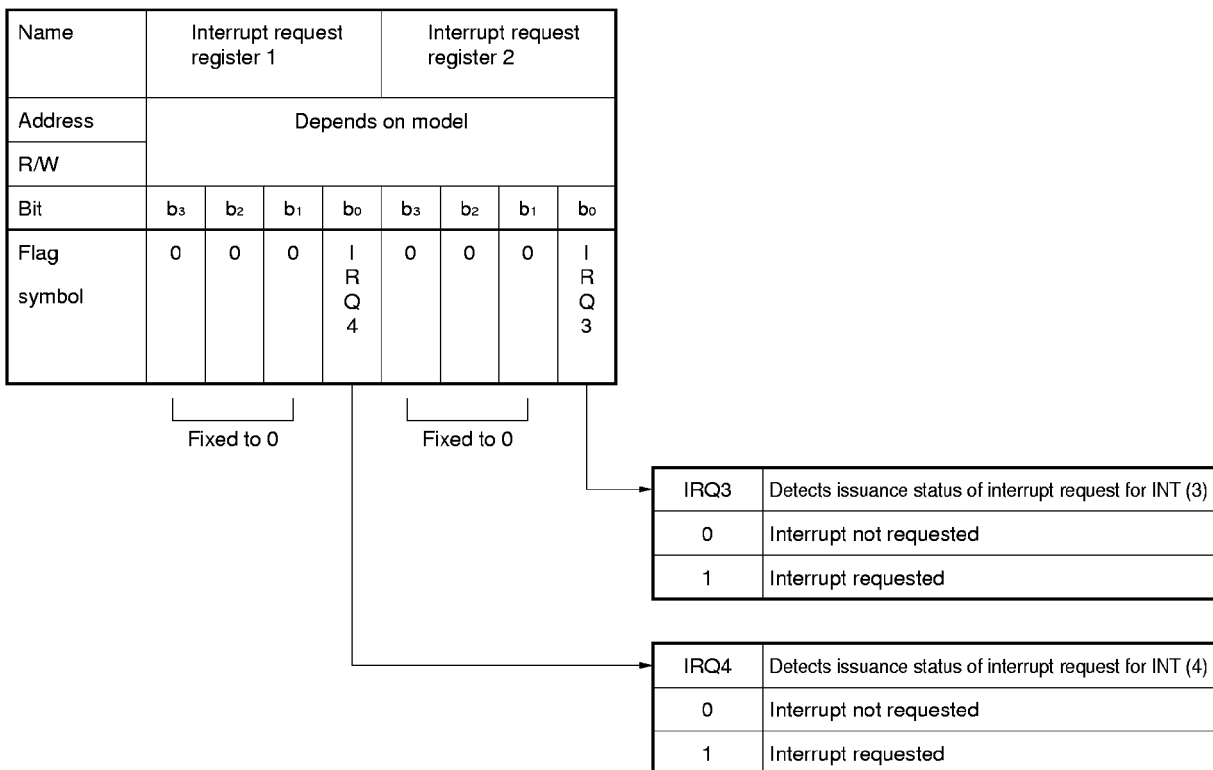 Name Interrupt request register 1 Interrupt request register 2
Address Depends on model
R/W
Bit b3 b2 b1 b0 b3 b2 b1 b0
Flag symbol 0 0 0 IRQ4 0 0 0 IRQ3
Fixed to 0 Fixed to 0
IRQ3 Detects issuance status of interrupt request for INT (3)
0 Interrupt not requested
1 Interrupt requested
IRQ4 Detects issuance status of interrupt request for INT (4)
0 Interrupt not requested
1 Interrupt requested